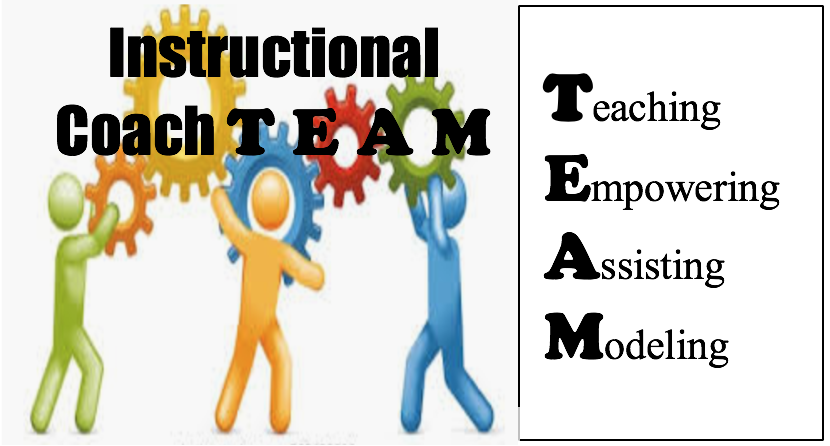 Instructional
Coach T E A M
Teaching
Empowering
Assisting
Modeling